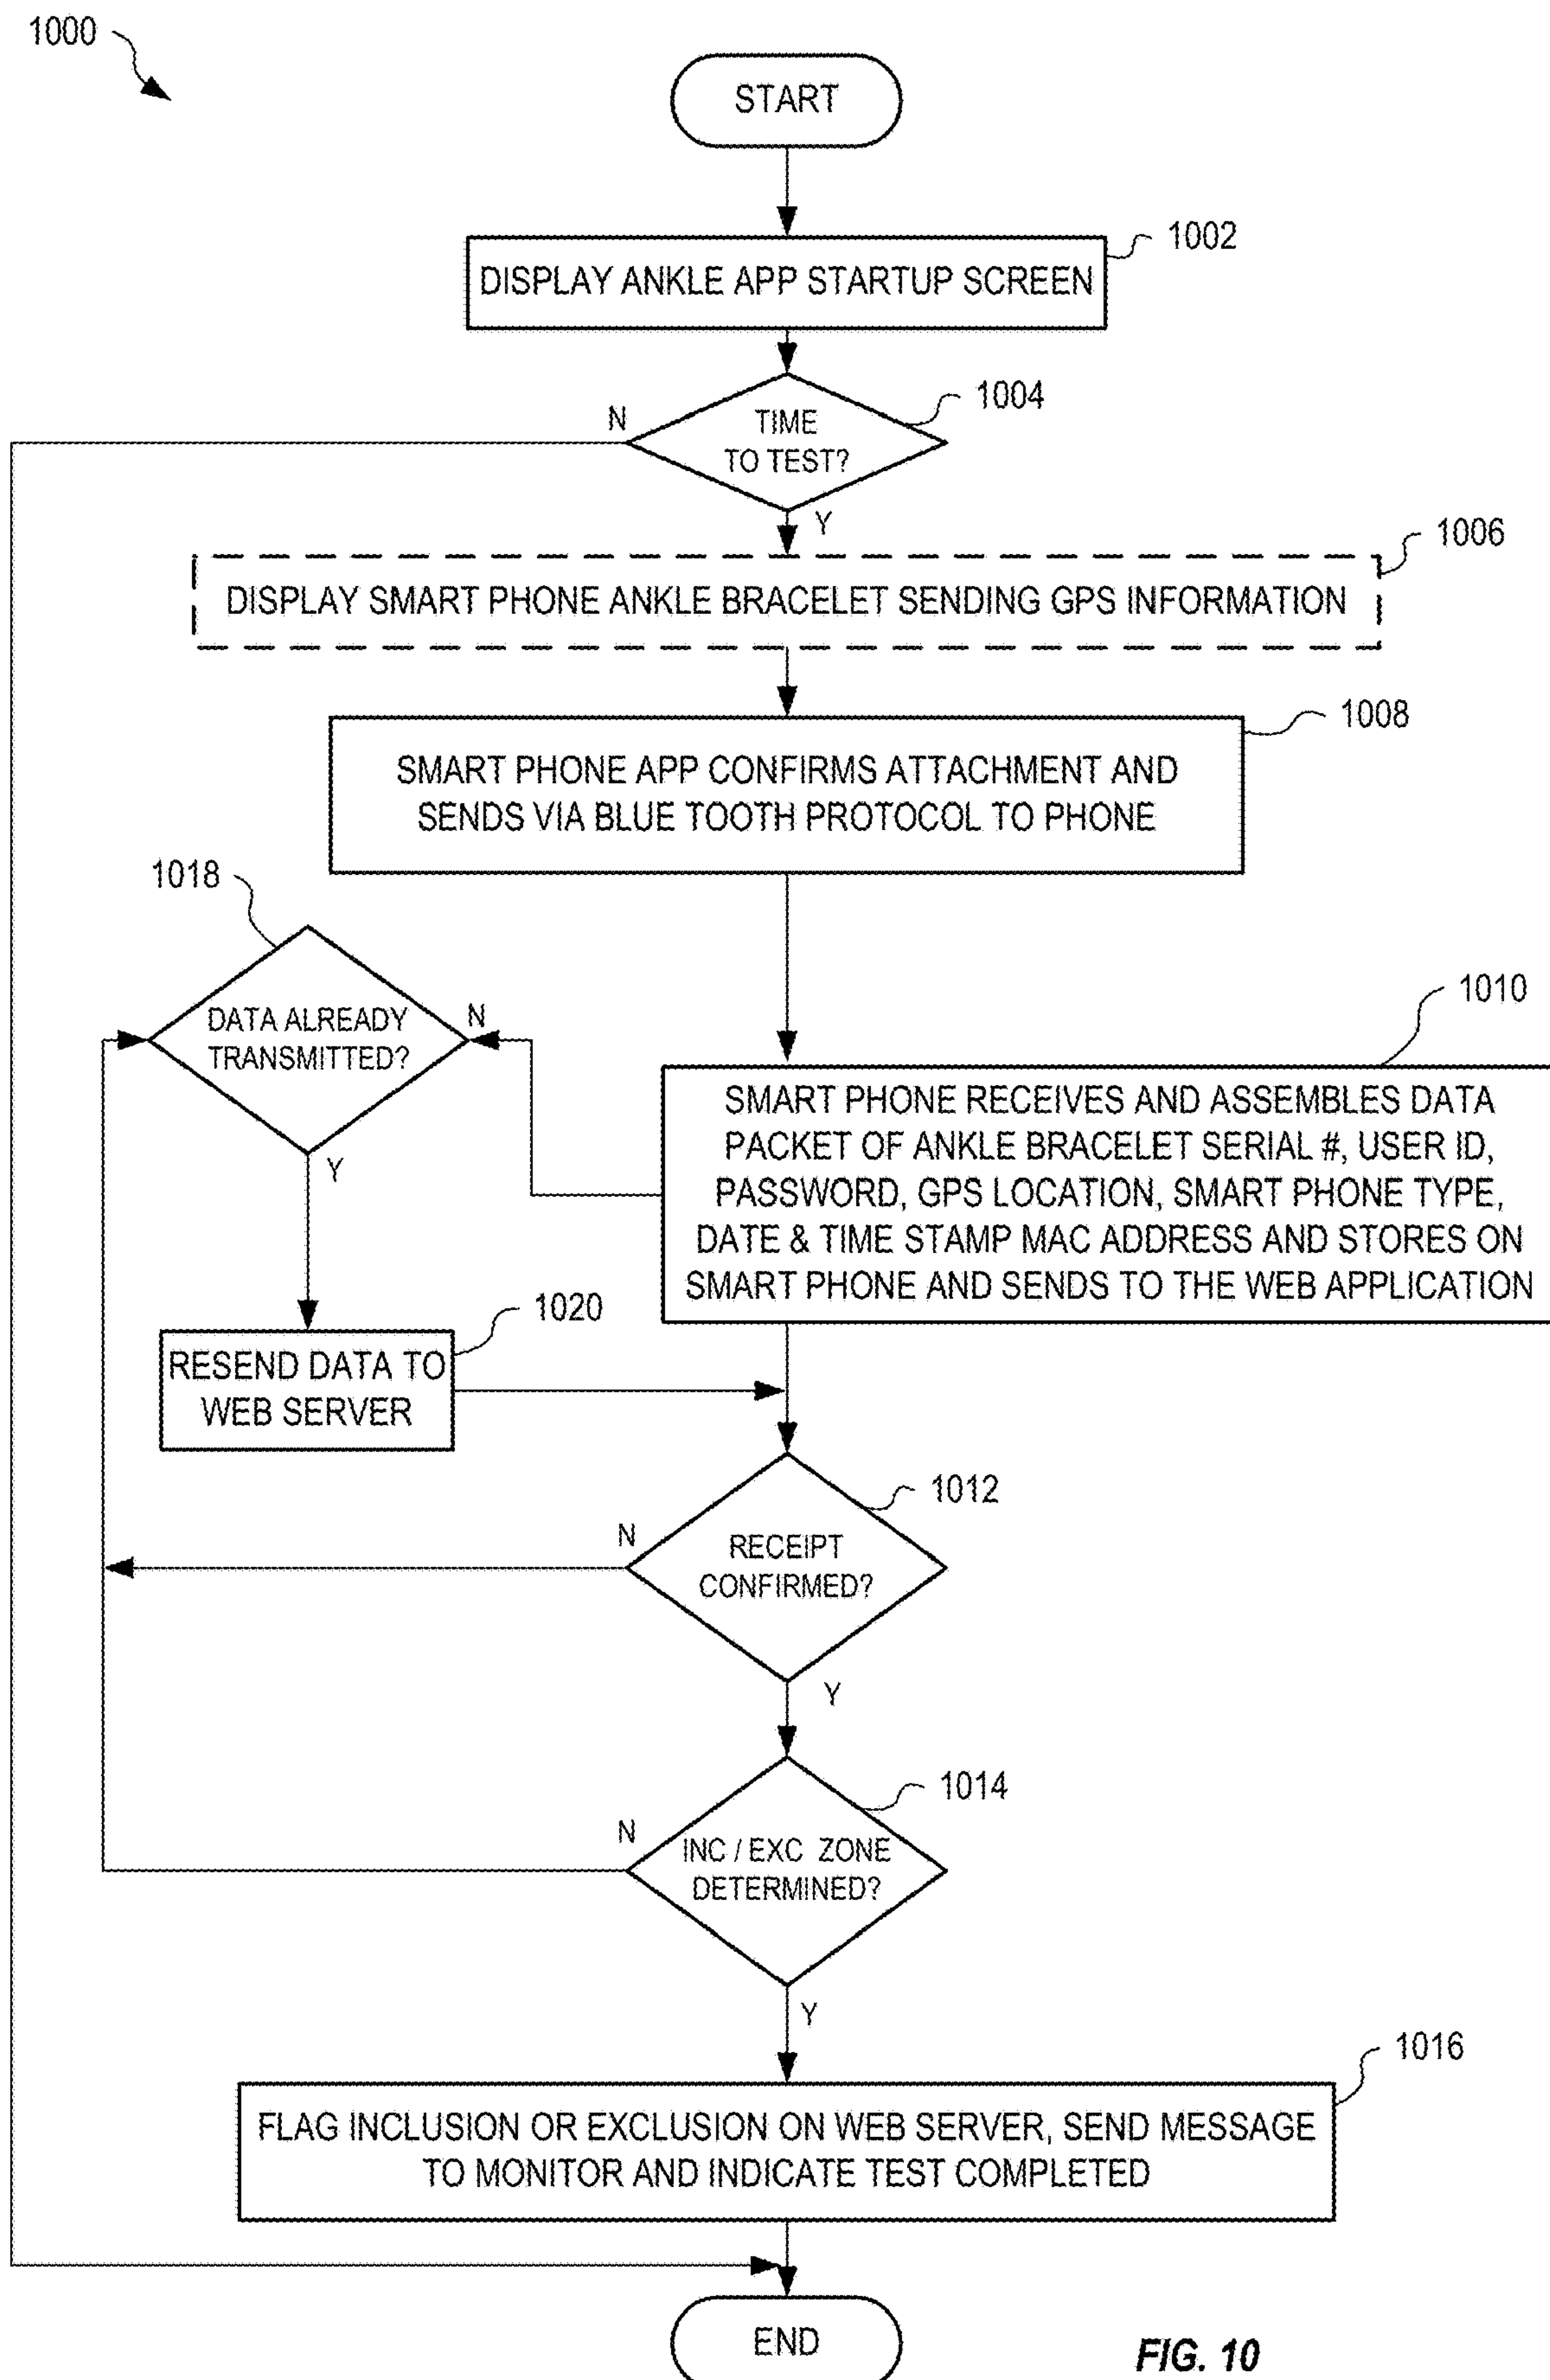 1000
START
1002
DISPLAY ANKLE APP STARTUP SCREEN
1004
N
TIME
TO TEST?
Y
1006
DISPLAY SMART PHONE ANKLE BRACELET SENDING GPS INFORMATION
1008
SMART PHONE APP CONFIRMS ATTACHMENT AND
SENDS VIA BLUE TOOTH PROTOCOL TO PHONE
1018
DATA ALREADY
TRANSMITTED?
N
Y
1010
SMART PHONE RECEIVES AND ASSEMBLES DATA
PACKET OF ANKLE BRACELET SERIAL #, USER ID,
PASSWORD, GPS LOCATION, SMART PHONE TYPE,
DATE & TIME STAMP MAC ADDRESS AND STORES ON
SMART PHONE AND SENDS TO THE WEB APPLICATION
1020
RESEND DATA TO
WEB SERVER
1012
N
RECEIPT
CONFIRMED?
Y
1014
N
INC / EXC ZONE
DETERMINED?
Y
1016
FLAG INCLUSION OR EXCLUSION ON WEB SERVER, SEND MESSAGE
TO MONITOR AND INDICATE TEST COMPLETED
END
FIG. 10